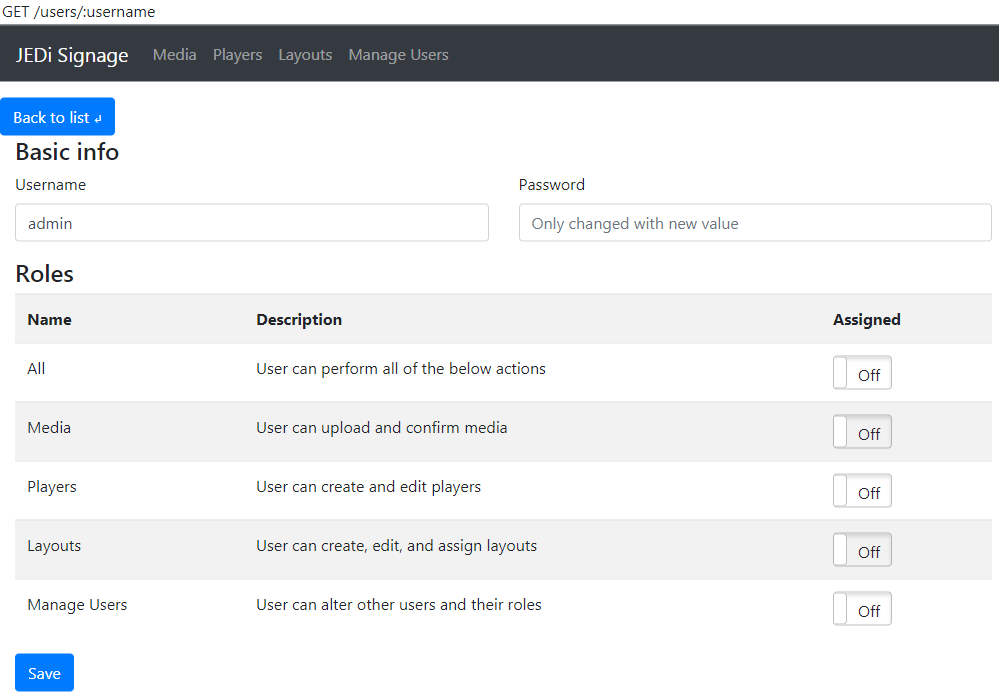 GET /users/:username
JEDi Signage Media Players Layouts Manage Users
Back to list ↲
Basic info
Username Password
admin Only changed with new value
Roles
Name Description Assigned
All User can perform all of the below actions Off
Media User can upload and confirm media Off
Players User can create and edit players Off
Layouts User can create, edit, and assign layouts Off
Manage Users User can alter other users and their roles Off
Save